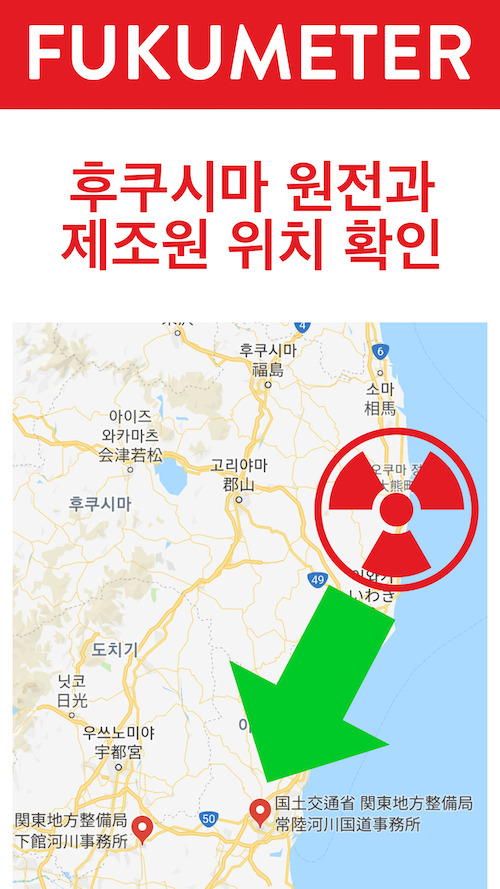 FUKUMETER
후쿠시마 원전과
제조원 위치 확인
4
후쿠시마
福島
6
소마
相馬
아이즈
와카마츠
会津若松
고리야마
郡山
오쿠마 정
大熊町
후쿠시마
49
いわき
도치기
닛코
日光
우쓰노미야
宇都宮
国土交通省 関東地方整備局
常陸河川国道事務所
50
関東地方整備局
下館河川事務所